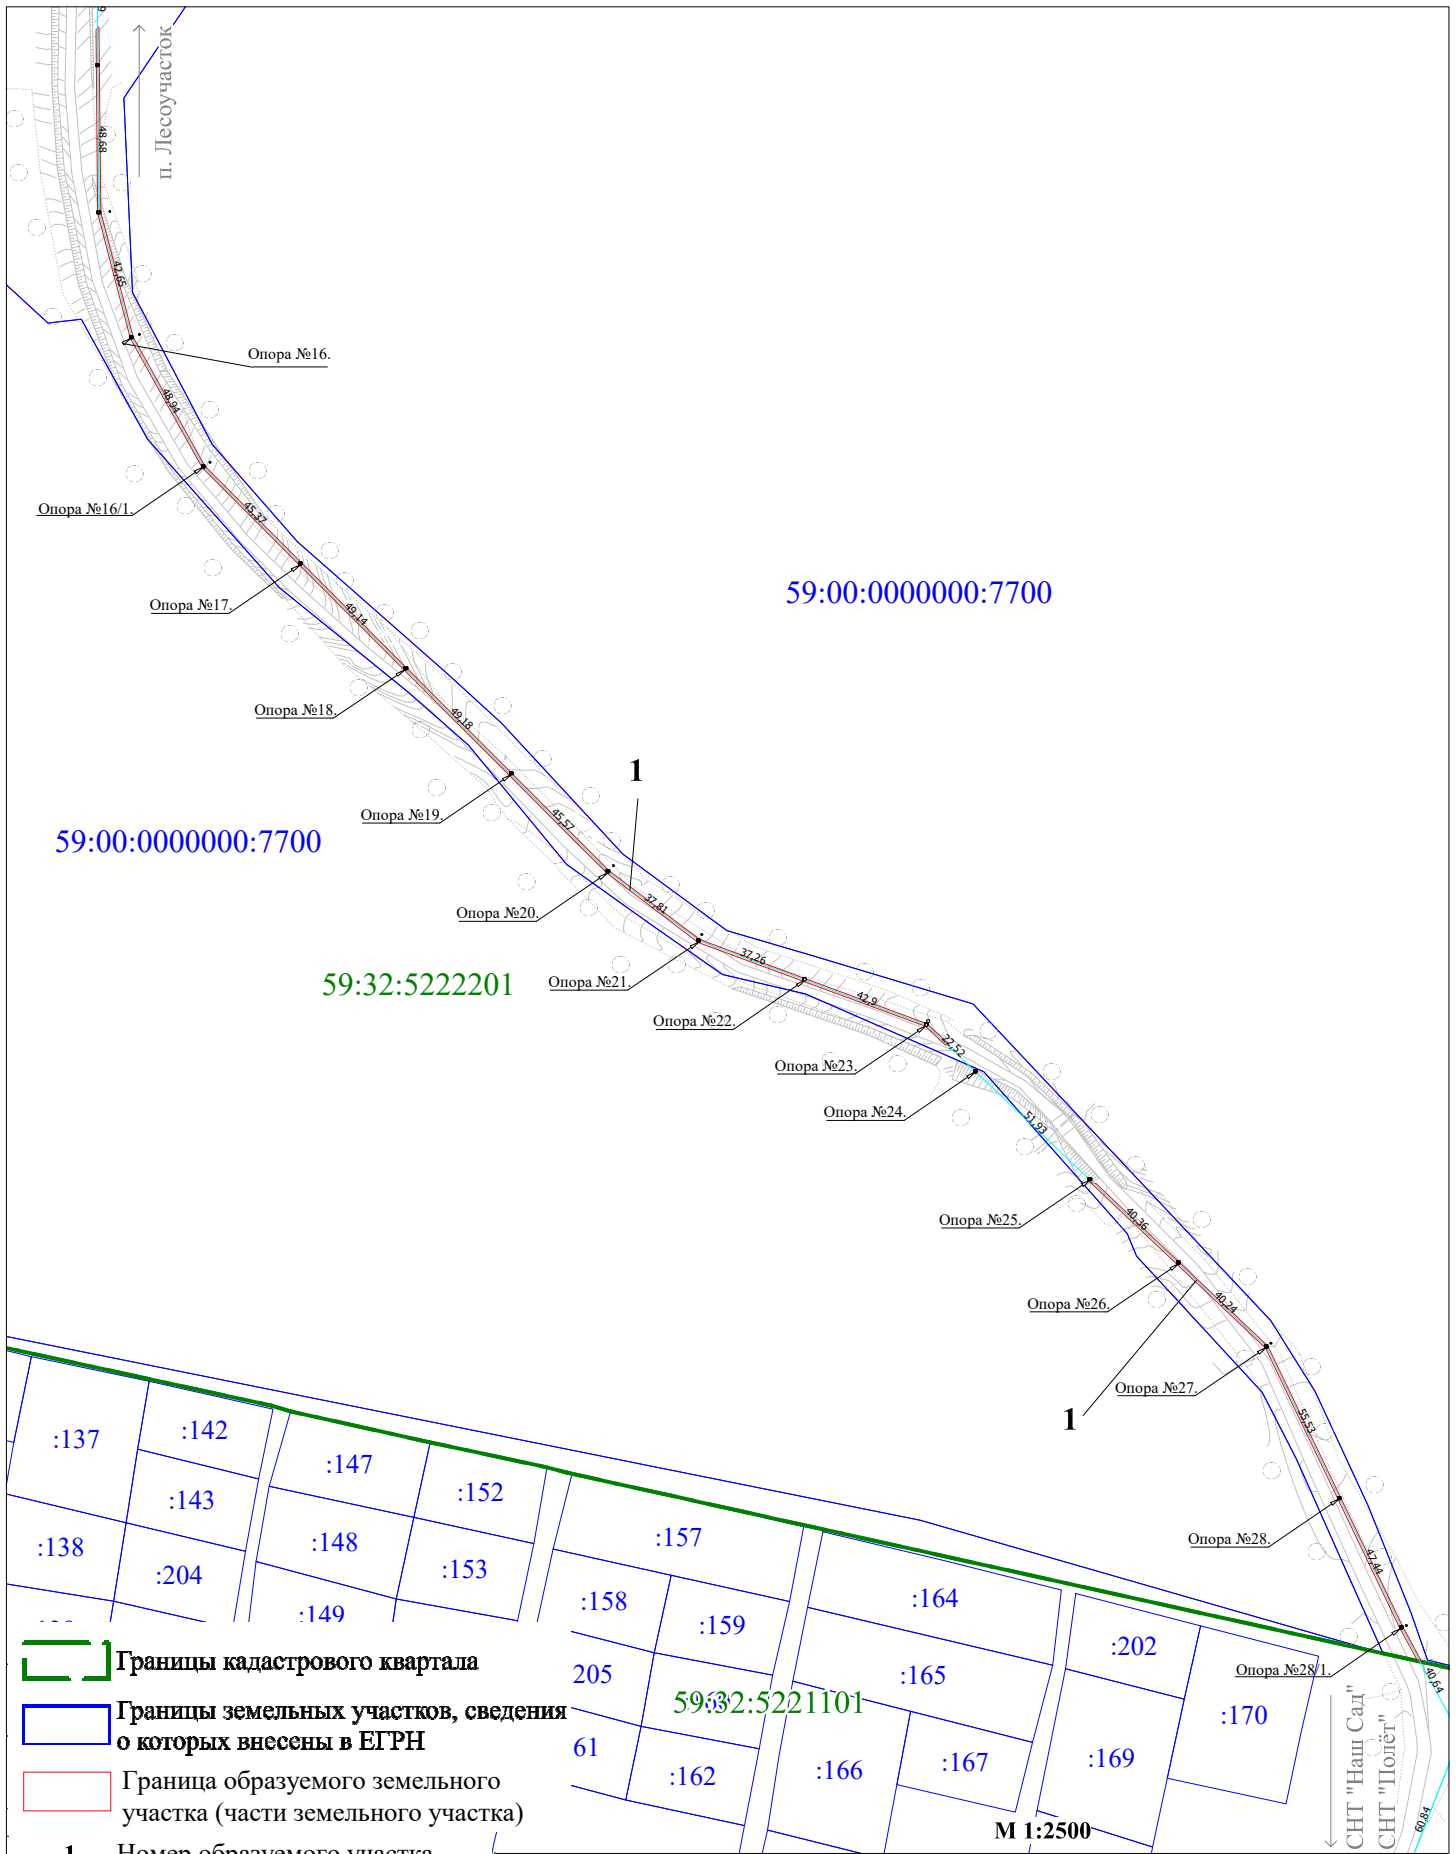 9
п. Лесоучасток
48,68
42,65
Опора №16.
48,94
Опора №16/1.
45,37
Опора №17.
49,14
59:00:0000000:7700
Опора №18.
49,18
Опора №19.
45,57
1
59:00:0000000:7700
Опора №20.
37,81
Опора №21.
37,26
59:32:5222201
Опора №22.
42,9
Опора №23.
22,52
Опора №24.
51,93
Опора №25.
40,36
Опора №26.
40,24
Опора №27.
1
55,53
Опора №28.
47,44
Опора №28/1.
40,64
:137
:142
:147
:152
:143
:148
:157
:138
:204
:153
:149
:158
:159
:164
:202
205
:165
59:32:5221101
:170
61
:162
:166
:167
:169
Границы кадастрового квартала
Границы земельных участков, сведения
о которых внесены в ЕГРН
Граница образуемого земельного
участка (части земельного участка)
1 Номер образуемого участка
М 1:2500
СНТ "Наш Сад"
СНТ "Полёт"
60,84